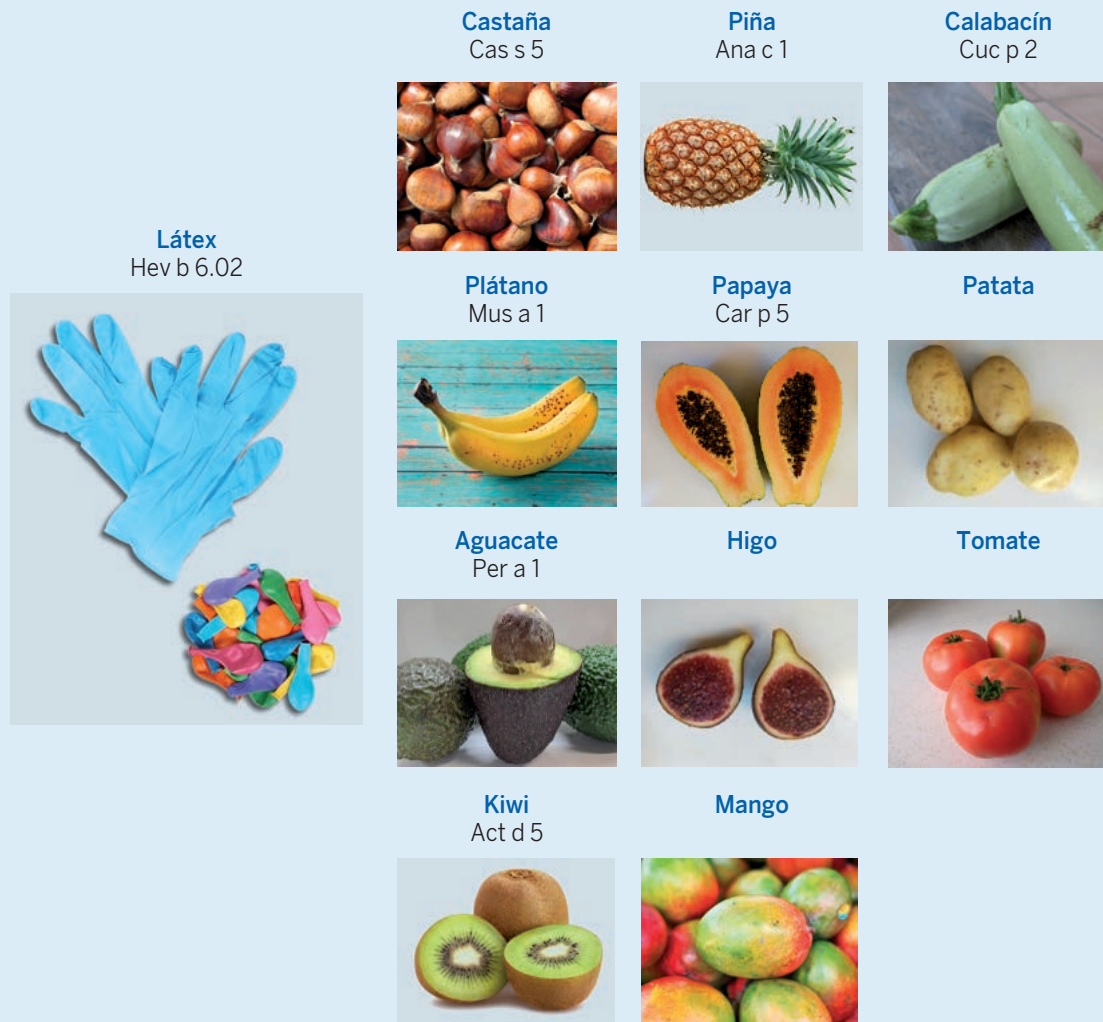 Castaña
Cas s 5
Piña
Ana c 1
Calabacín
Cuc p 2
Látex
Hev b 6.02
Plátano
Mus a 1
Papaya
Car p 5
Patata
Aguacate
Per a 1
Higo
Tomate
Kiwi
Act d 5
Mango